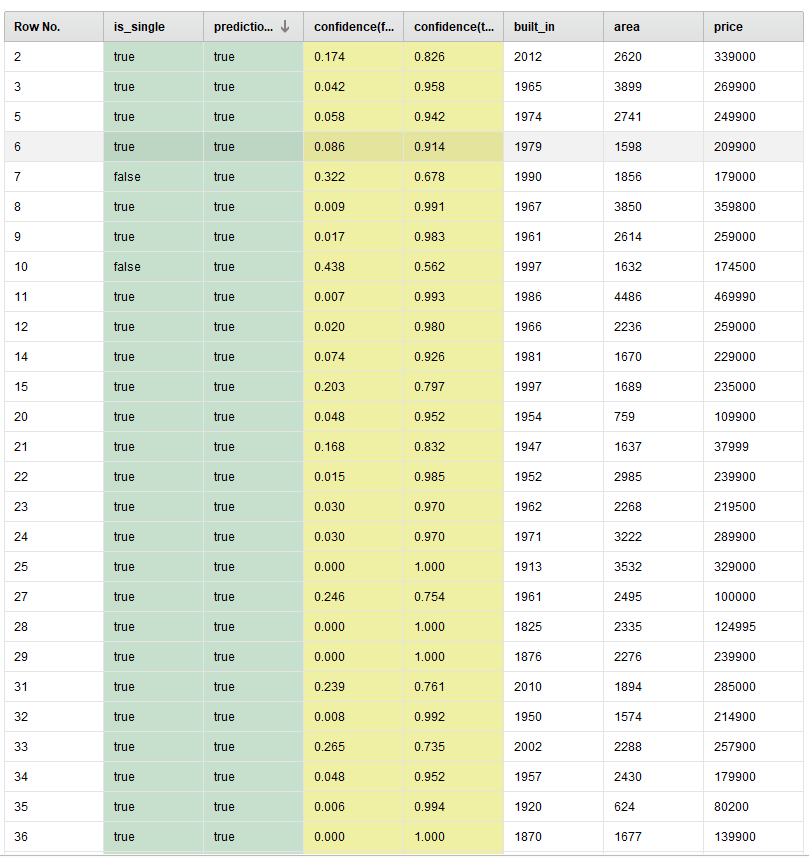 Row No. is_single predictio... confidence(f... confidence(t... built_in area price
2 true true 0.174 0.826 2012 2620 339000
3 true true 0.042 0.958 1965 3899 269900
5 true true 0.058 0.942 1974 2741 249900
6 true true 0.086 0.914 1979 1598 209900
7 false true 0.322 0.678 1990 1856 179000
8 true true 0.009 0.991 1967 3850 359800
9 true true 0.017 0.983 1961 2614 259000
10 false true 0.438 0.562 1997 1632 174500
11 true true 0.007 0.993 1986 4486 469990
12 true true 0.020 0.980 1966 2236 259000
14 true true 0.074 0.926 1981 1670 229000
15 true true 0.203 0.797 1997 1689 235000
20 true true 0.048 0.952 1954 759 109900
21 true true 0.168 0.832 1947 1637 37999
22 true true 0.015 0.985 1952 2985 239900
23 true true 0.030 0.970 1962 2268 219500
24 true true 0.030 0.970 1971 3222 289900
25 true true 0.000 1.000 1913 3532 329000
27 true true 0.246 0.754 1961 2495 100000
28 true true 0.000 1.000 1825 2335 124995
29 true true 0.000 1.000 1876 2276 239900
31 true true 0.239 0.761 2010 1894 285000
32 true true 0.008 0.992 1950 1574 214900
33 true true 0.265 0.735 2002 2288 257900
34 true true 0.048 0.952 1957 2430 179900
35 true true 0.006 0.994 1920 624 80200
36 true true 0.000 1.000 1870 1677 139900